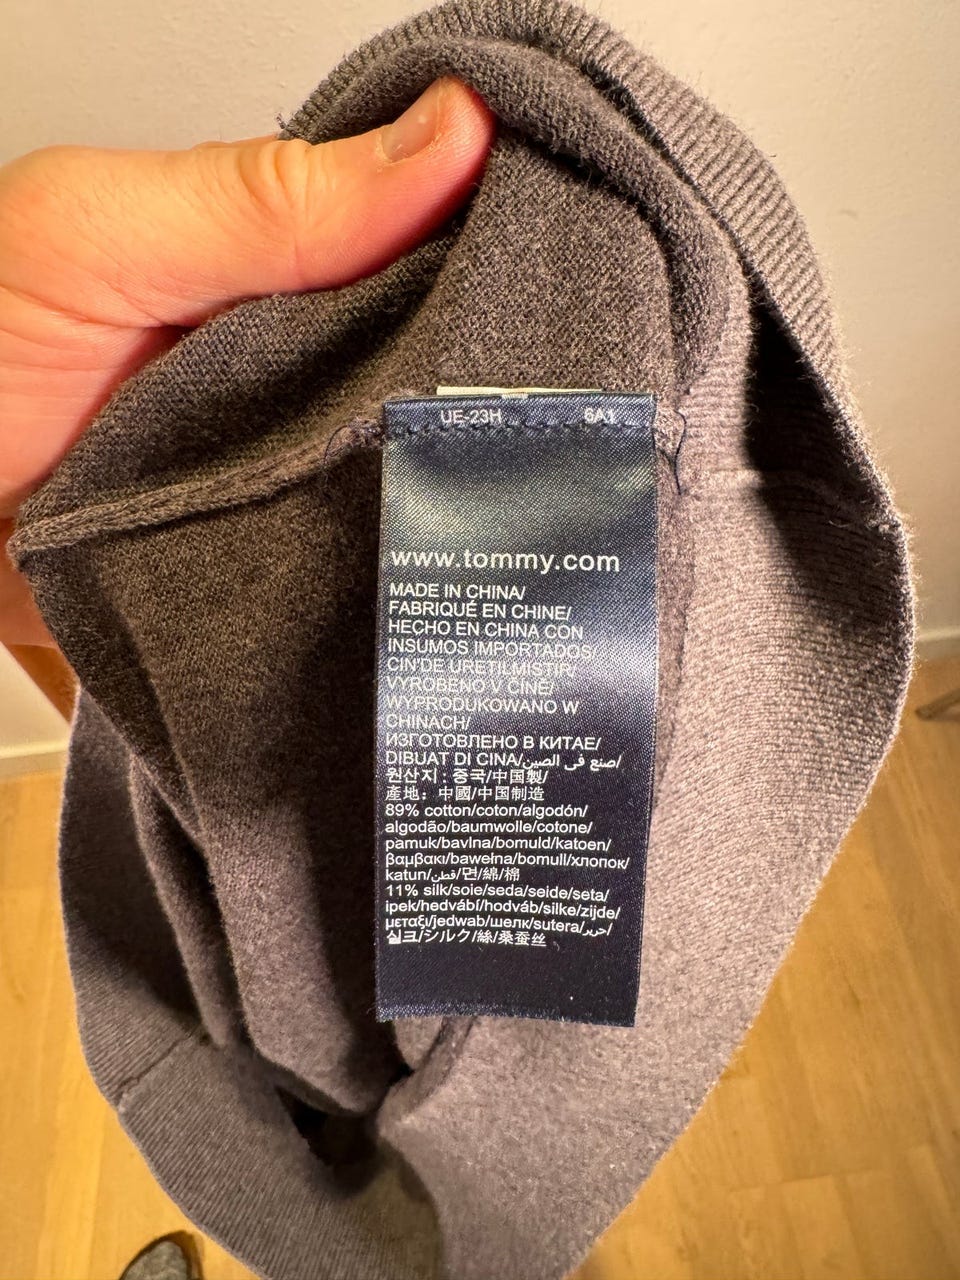 UE-23H 6A1
www.tommy.com
MADE IN CHINA/
FABRIQUÉ EN CHINE/
HECHO EN CHINA CON
INSUMOS IMPORTADOS/
CIN'DE URETILMISTIR/
VYROBENO V CINE/
WYPRODUKOWANO W
CHINACH/
ИЗГОТОВЛЕНО В КИТАЕ/
DIBUAT DI CINA/صنع في الصين/
원산지 : 중국/中国製/
產地：中國/中国制造
89% cotton/coton/algodón/
algodão/baumwolle/cotone/
pamuk/bavlna/bomuld/katoen/
βαμβακι/bawełna/bomull/хлопок/
katun/قطن/면/綿/棉
11% silk/soie/seda/seide/seta/
ipek/hedvábí/hodváb/silke/zijde/
μεταξι/jedwab/шелк/sutera/حرير/
실크/シルク/絲/桑蚕丝